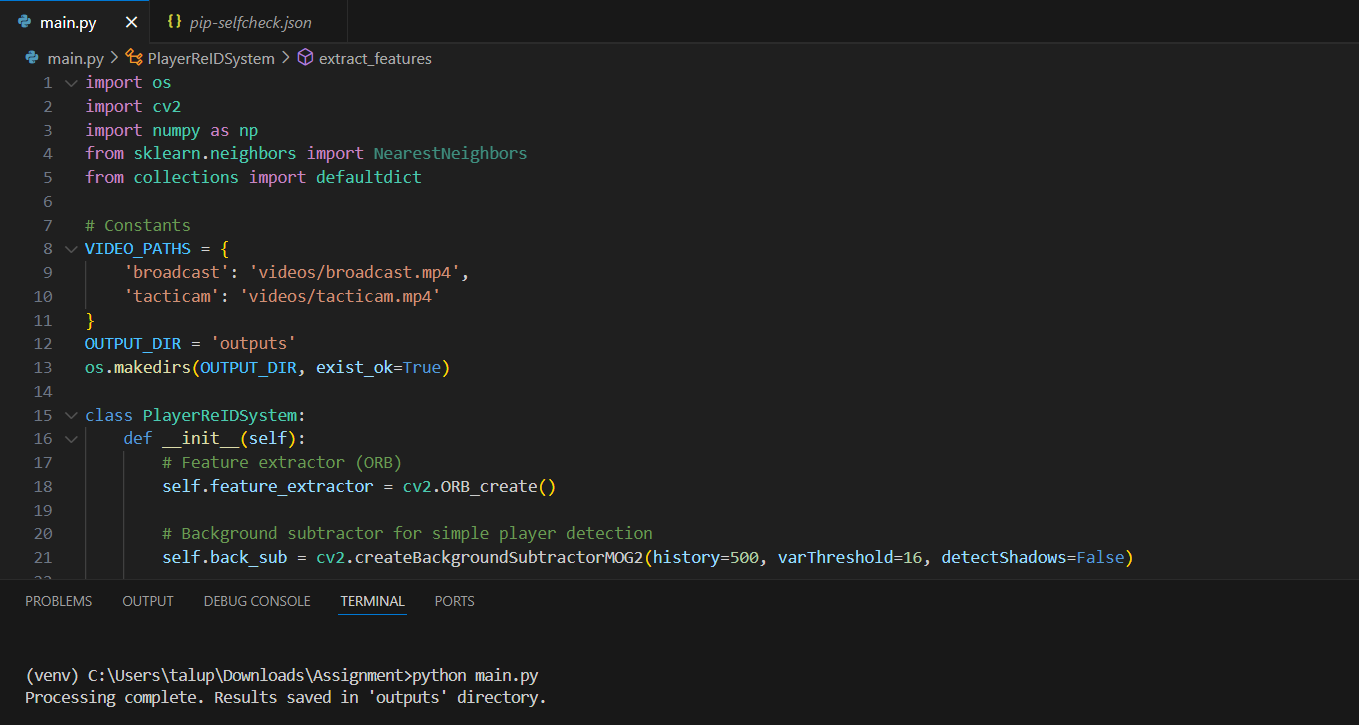 main.py
pip-selfcheck.json
main.py > PlayerReIDSystem > extract_features
1 import os
2 import cv2
3 import numpy as np
4 from sklearn.neighbors import NearestNeighbors
5 from collections import defaultdict
6
7 # Constants
8 VIDEO_PATHS = {
9     'broadcast': 'videos/broadcast.mp4',
10     'tacticam': 'videos/tacticam.mp4'
11 }
12 OUTPUT_DIR = 'outputs'
13 os.makedirs(OUTPUT_DIR, exist_ok=True)
14
15 class PlayerReIDSystem:
16     def __init__(self):
17         # Feature extractor (ORB)
18         self.feature_extractor = cv2.ORB_create()
19
20         # Background subtractor for simple player detection
21         self.back_sub = cv2.createBackgroundSubtractorMOG2(history=500, varThreshold=16, detectShadows=False)
PROBLEMS OUTPUT DEBUG CONSOLE TERMINAL PORTS
(venv) C:\Users\talup\Downloads\Assignment>python main.py
Processing complete. Results saved in 'outputs' directory.